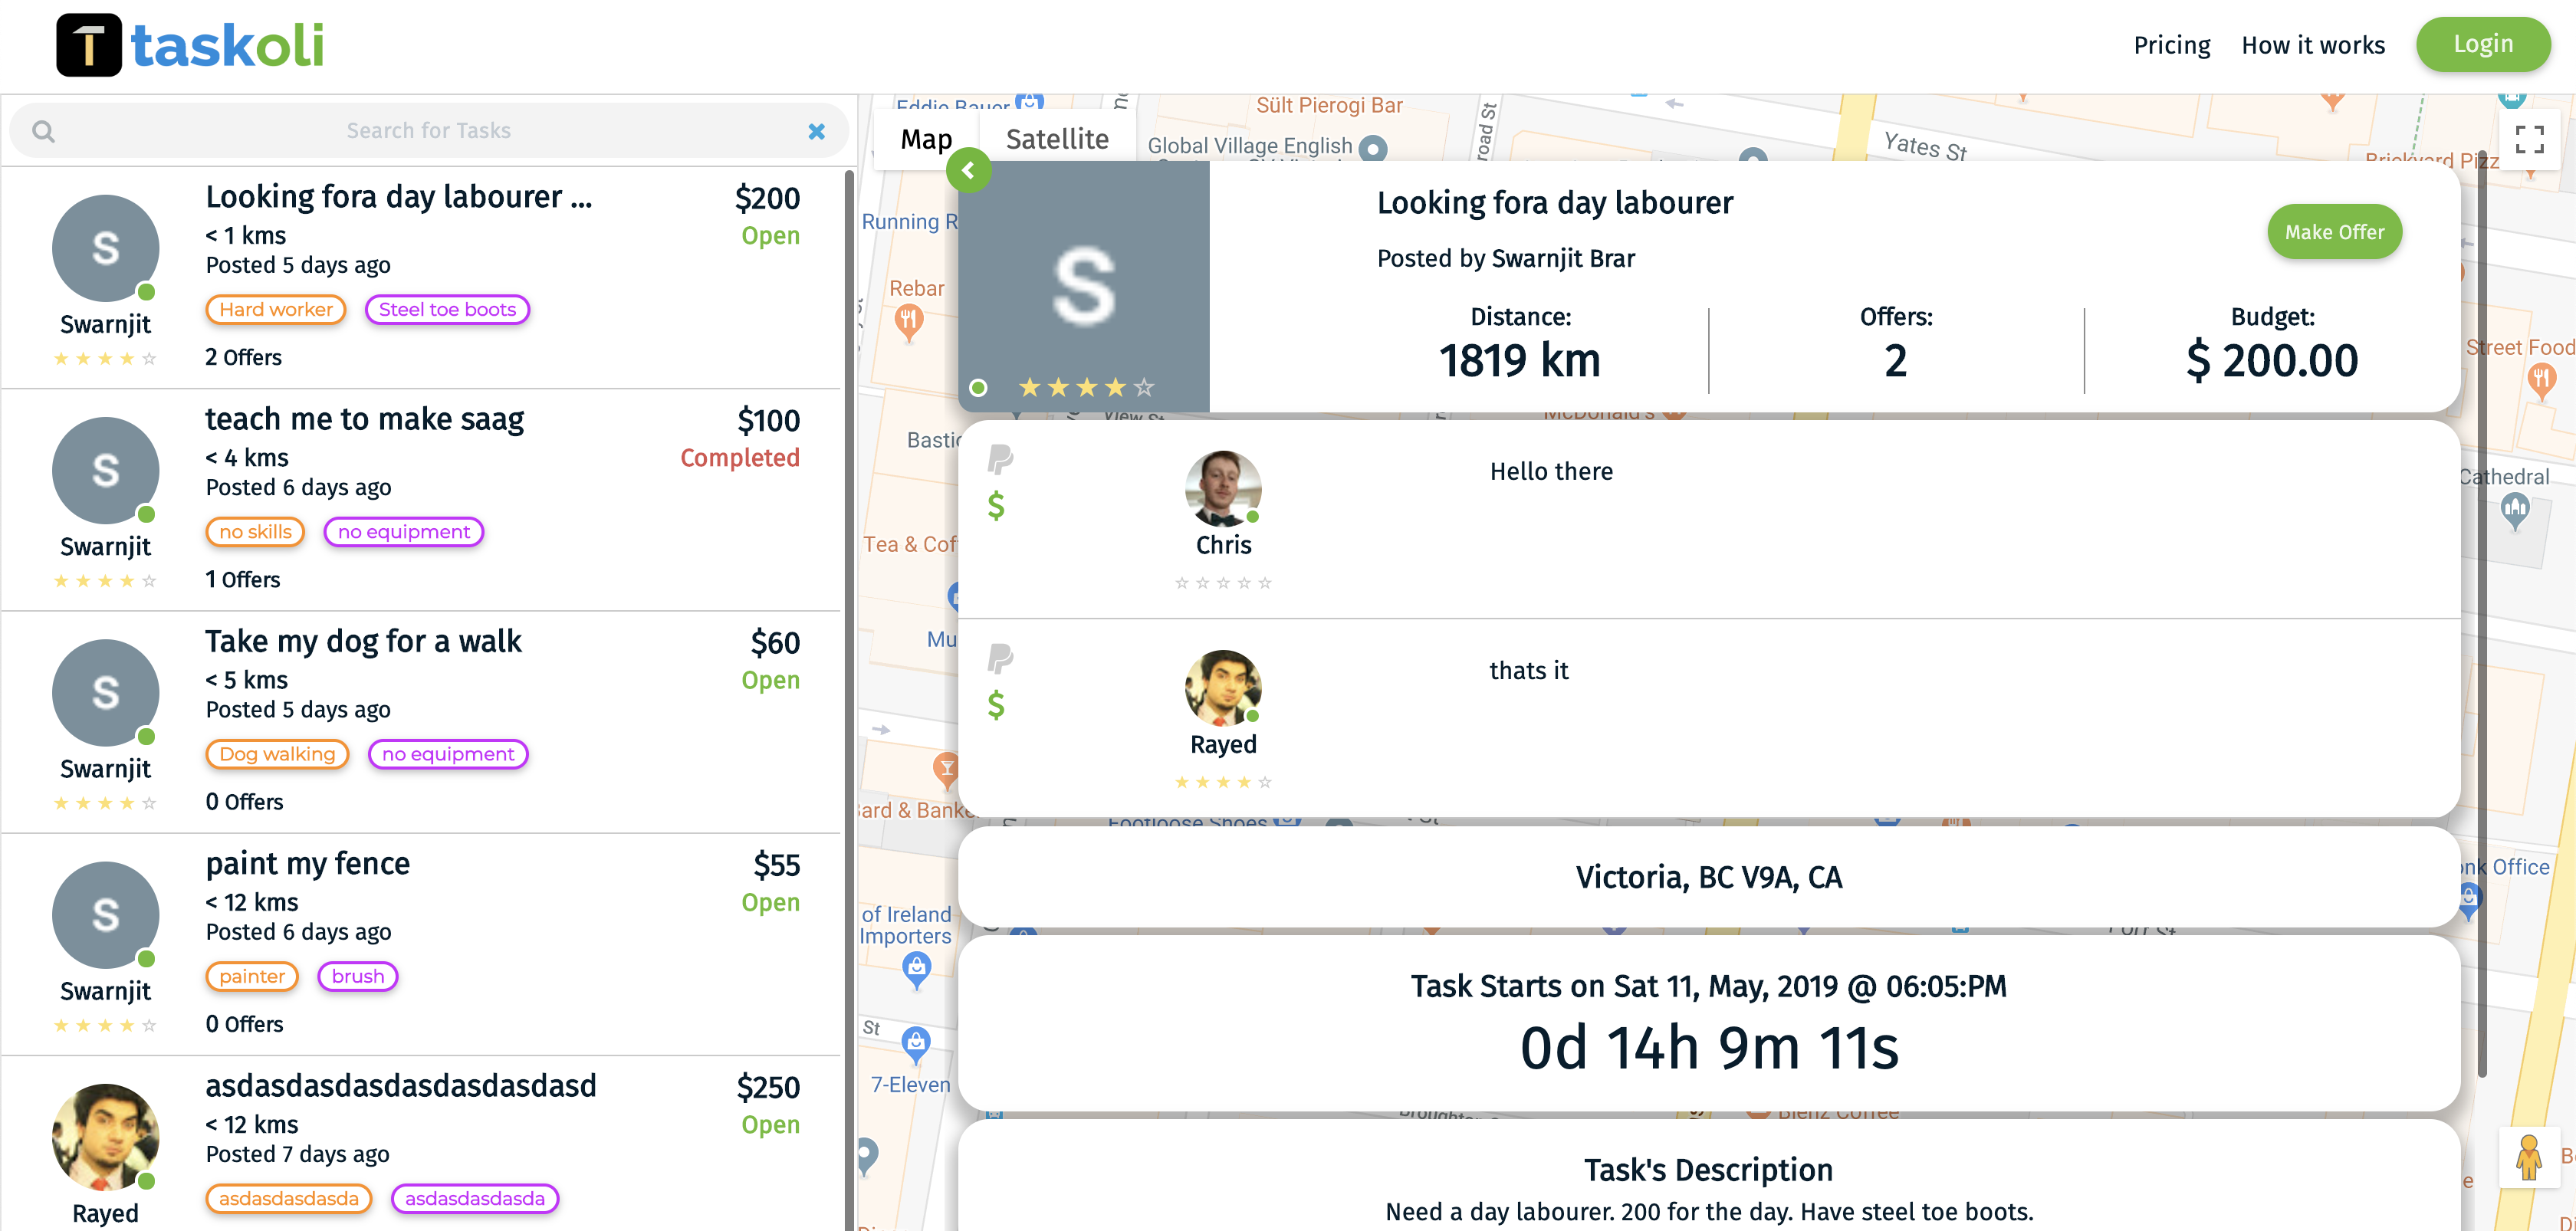 taskoli
Pricing
How it works
Login
Search for Tasks
S
Looking fora day labourer ...
$200
< 1 kms
Open
Posted 5 days ago
Hard worker
Steel toe boots
Swarnjit
2 Offers
S
teach me to make saag
$100
< 4 kms
Completed
Posted 6 days ago
no skills
no equipment
Swarnjit
1 Offers
S
Take my dog for a walk
$60
< 5 kms
Open
Posted 5 days ago
Dog walking
no equipment
Swarnjit
0 Offers
S
paint my fence
$55
< 12 kms
Open
Posted 6 days ago
painter
brush
Swarnjit
0 Offers
asdasdasdasdasdasdasdasd
$250
< 12 kms
Open
Posted 7 days ago
asdasdasdasda
asdasdasdasda
Rayed
Map
Satellite
Eddie Bauer
Sült Pierogi Bar
Global Village English
road St
Yates St
Brickyard Pizz
Running R
Rebar
Street Food
View St
McDonald's
Bastio
Cathedral
Tea & Cof
Mu
ard & Banke
Footloose Shoes
nk Office
of Ireland
Importers
Fort St
St
7-Eleven
Broughton
Blenz Coffee
S
Looking fora day labourer
Posted by Swarnjit Brar
Make Offer
Distance:
1819 km
Offers:
2
Budget:
$ 200.00
$
Chris
Hello there
$
Rayed
thats it
Victoria, BC V9A, CA
Task Starts on Sat 11, May, 2019 @ 06:05:PM
0d 14h 9m 11s
Task's Description
Need a day labourer. 200 for the day. Have steel toe boots.